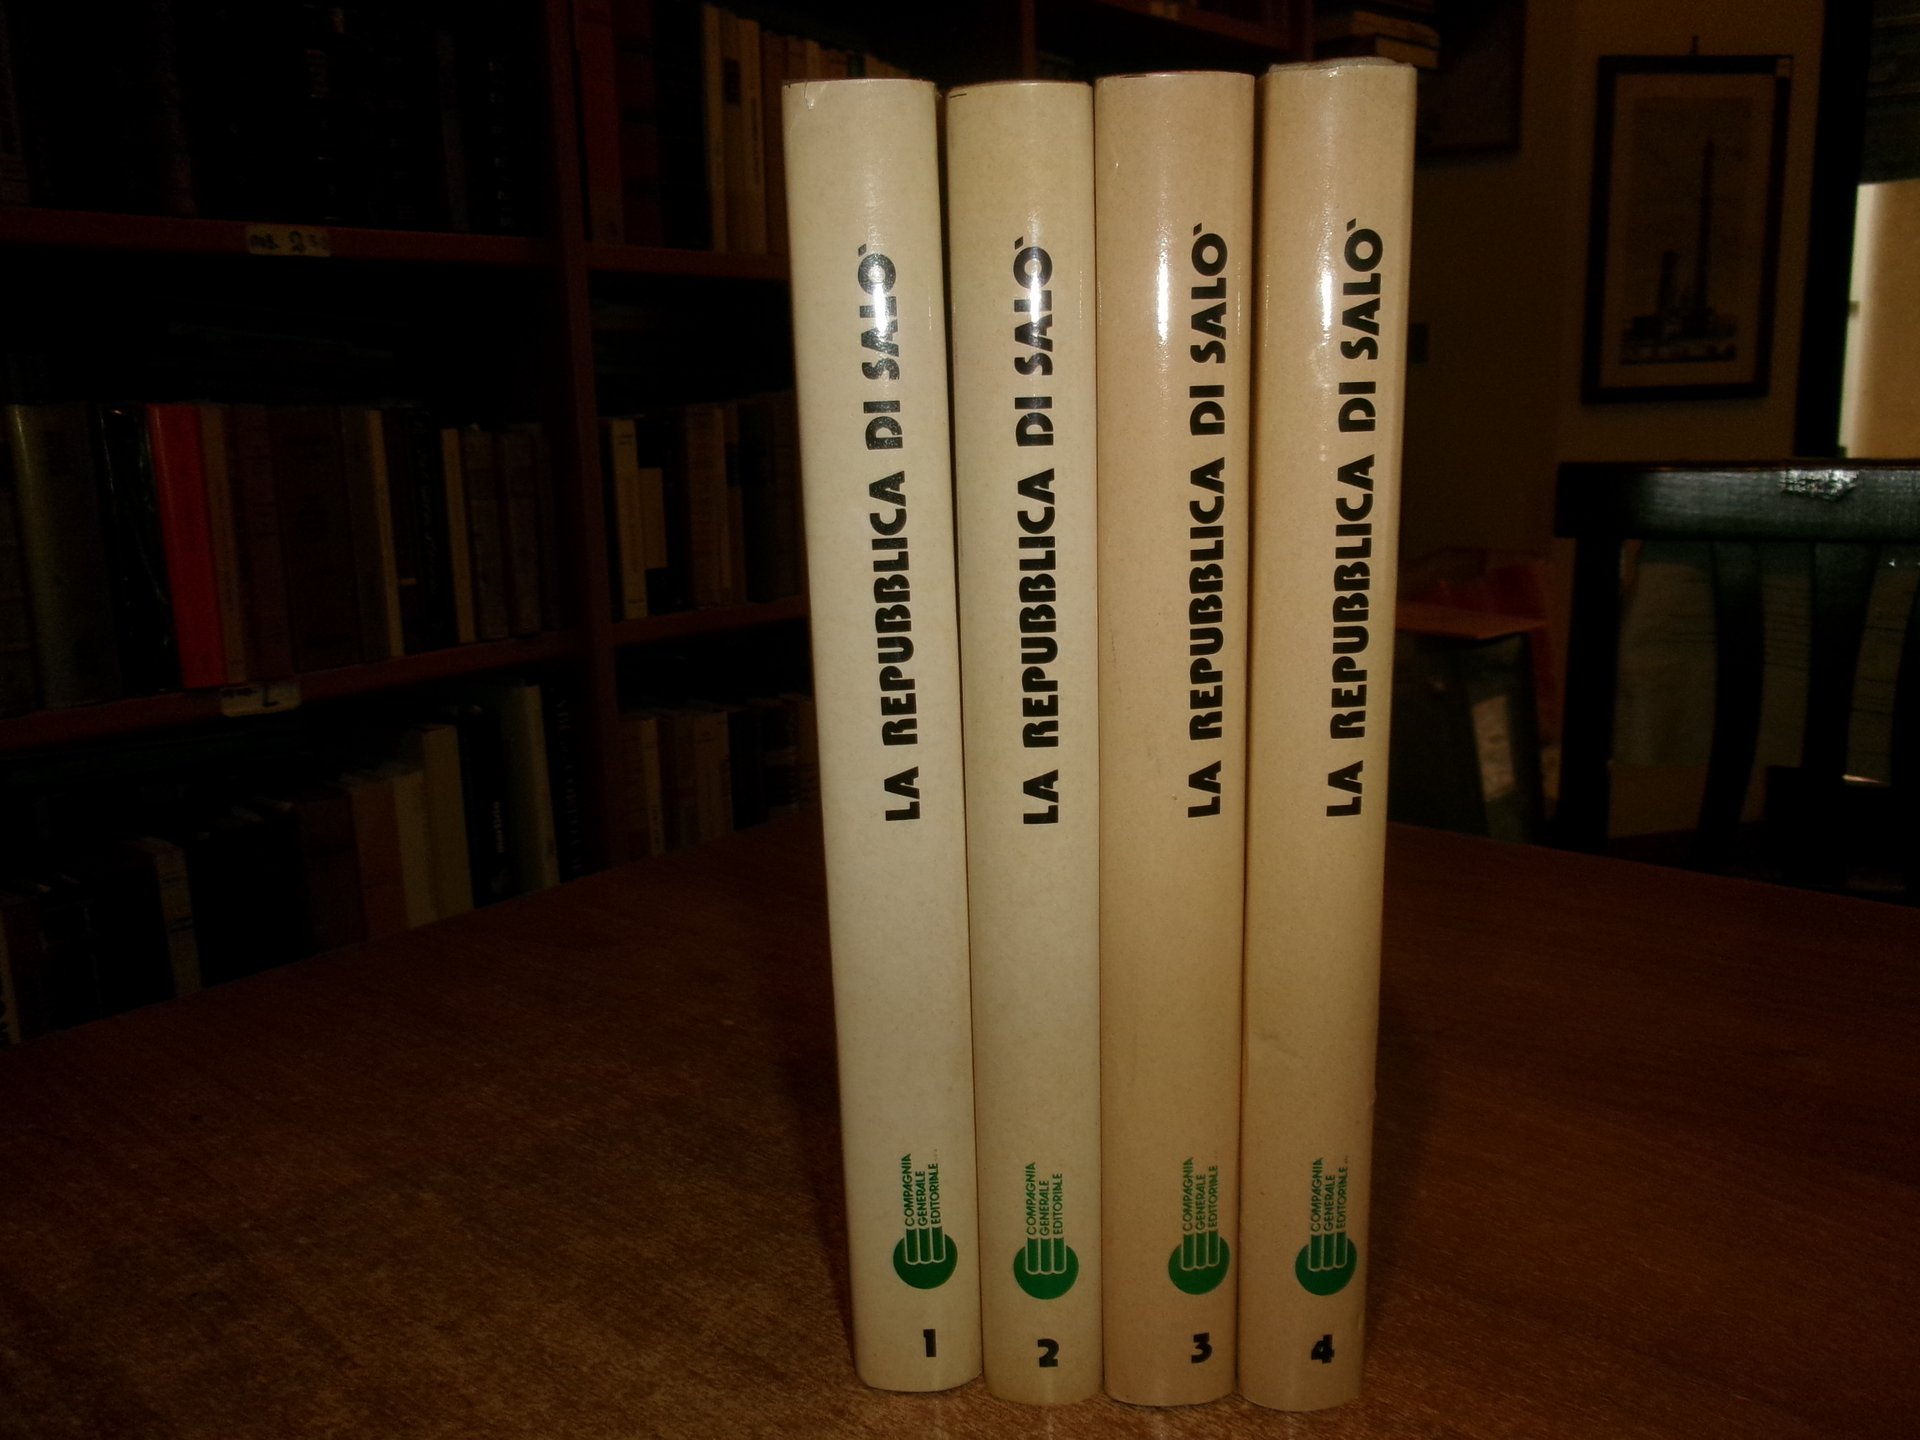 LA REPUBBLICA DI SALÒ
COMPAGNIA
GENERALE
EDITORIALE
1
LA REPUBBLICA DI SALÒ
COMPAGNIA
GENERALE
EDITORIALE
2
LA REPUBBLICA DI SALÒ
COMPAGNIA
GENERALE
EDITORIALE
3
LA REPUBBLICA DI SALÒ
COMPAGNIA
GENERALE
EDITORIALE
4